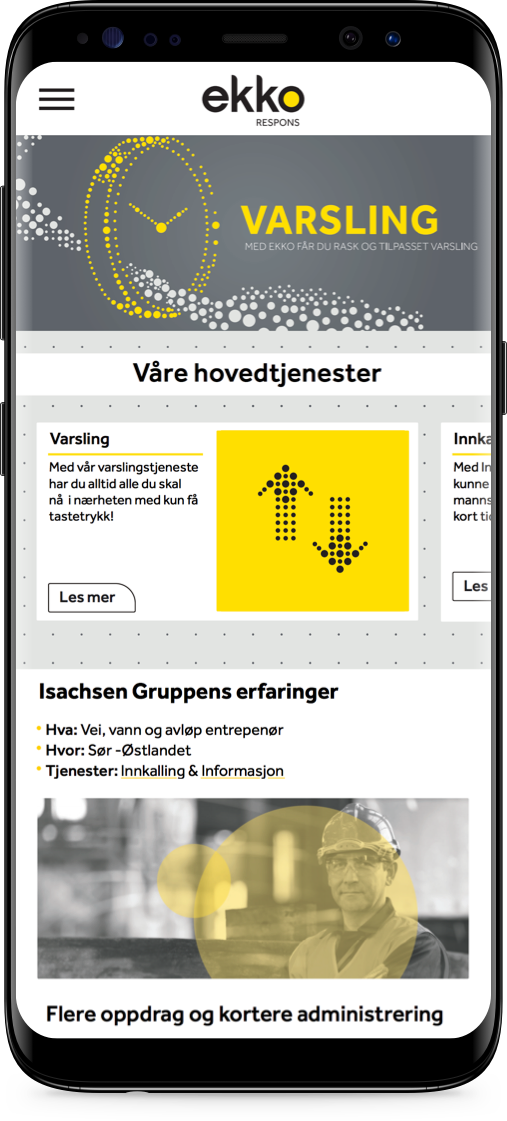 ekko
RESPONS
VARSLING
MED EKKO FÅR DU RASK OG TILPASSET VARSLING
Våre hovedtjenester
Varsling
Med vår varslingstjeneste
har du alltid alle du skal
nå i nærheten med kun få
tastetrykk!
Les mer
Innka
Med In
kunne
manns
kort tid
Les
Isachsen Gruppens erfaringer
• Hva: Vei, vann og avløp entrepenør
• Hvor: Sør -Østlandet
• Tjenester: Innkalling & Informasjon
Flere oppdrag og kortere administrering